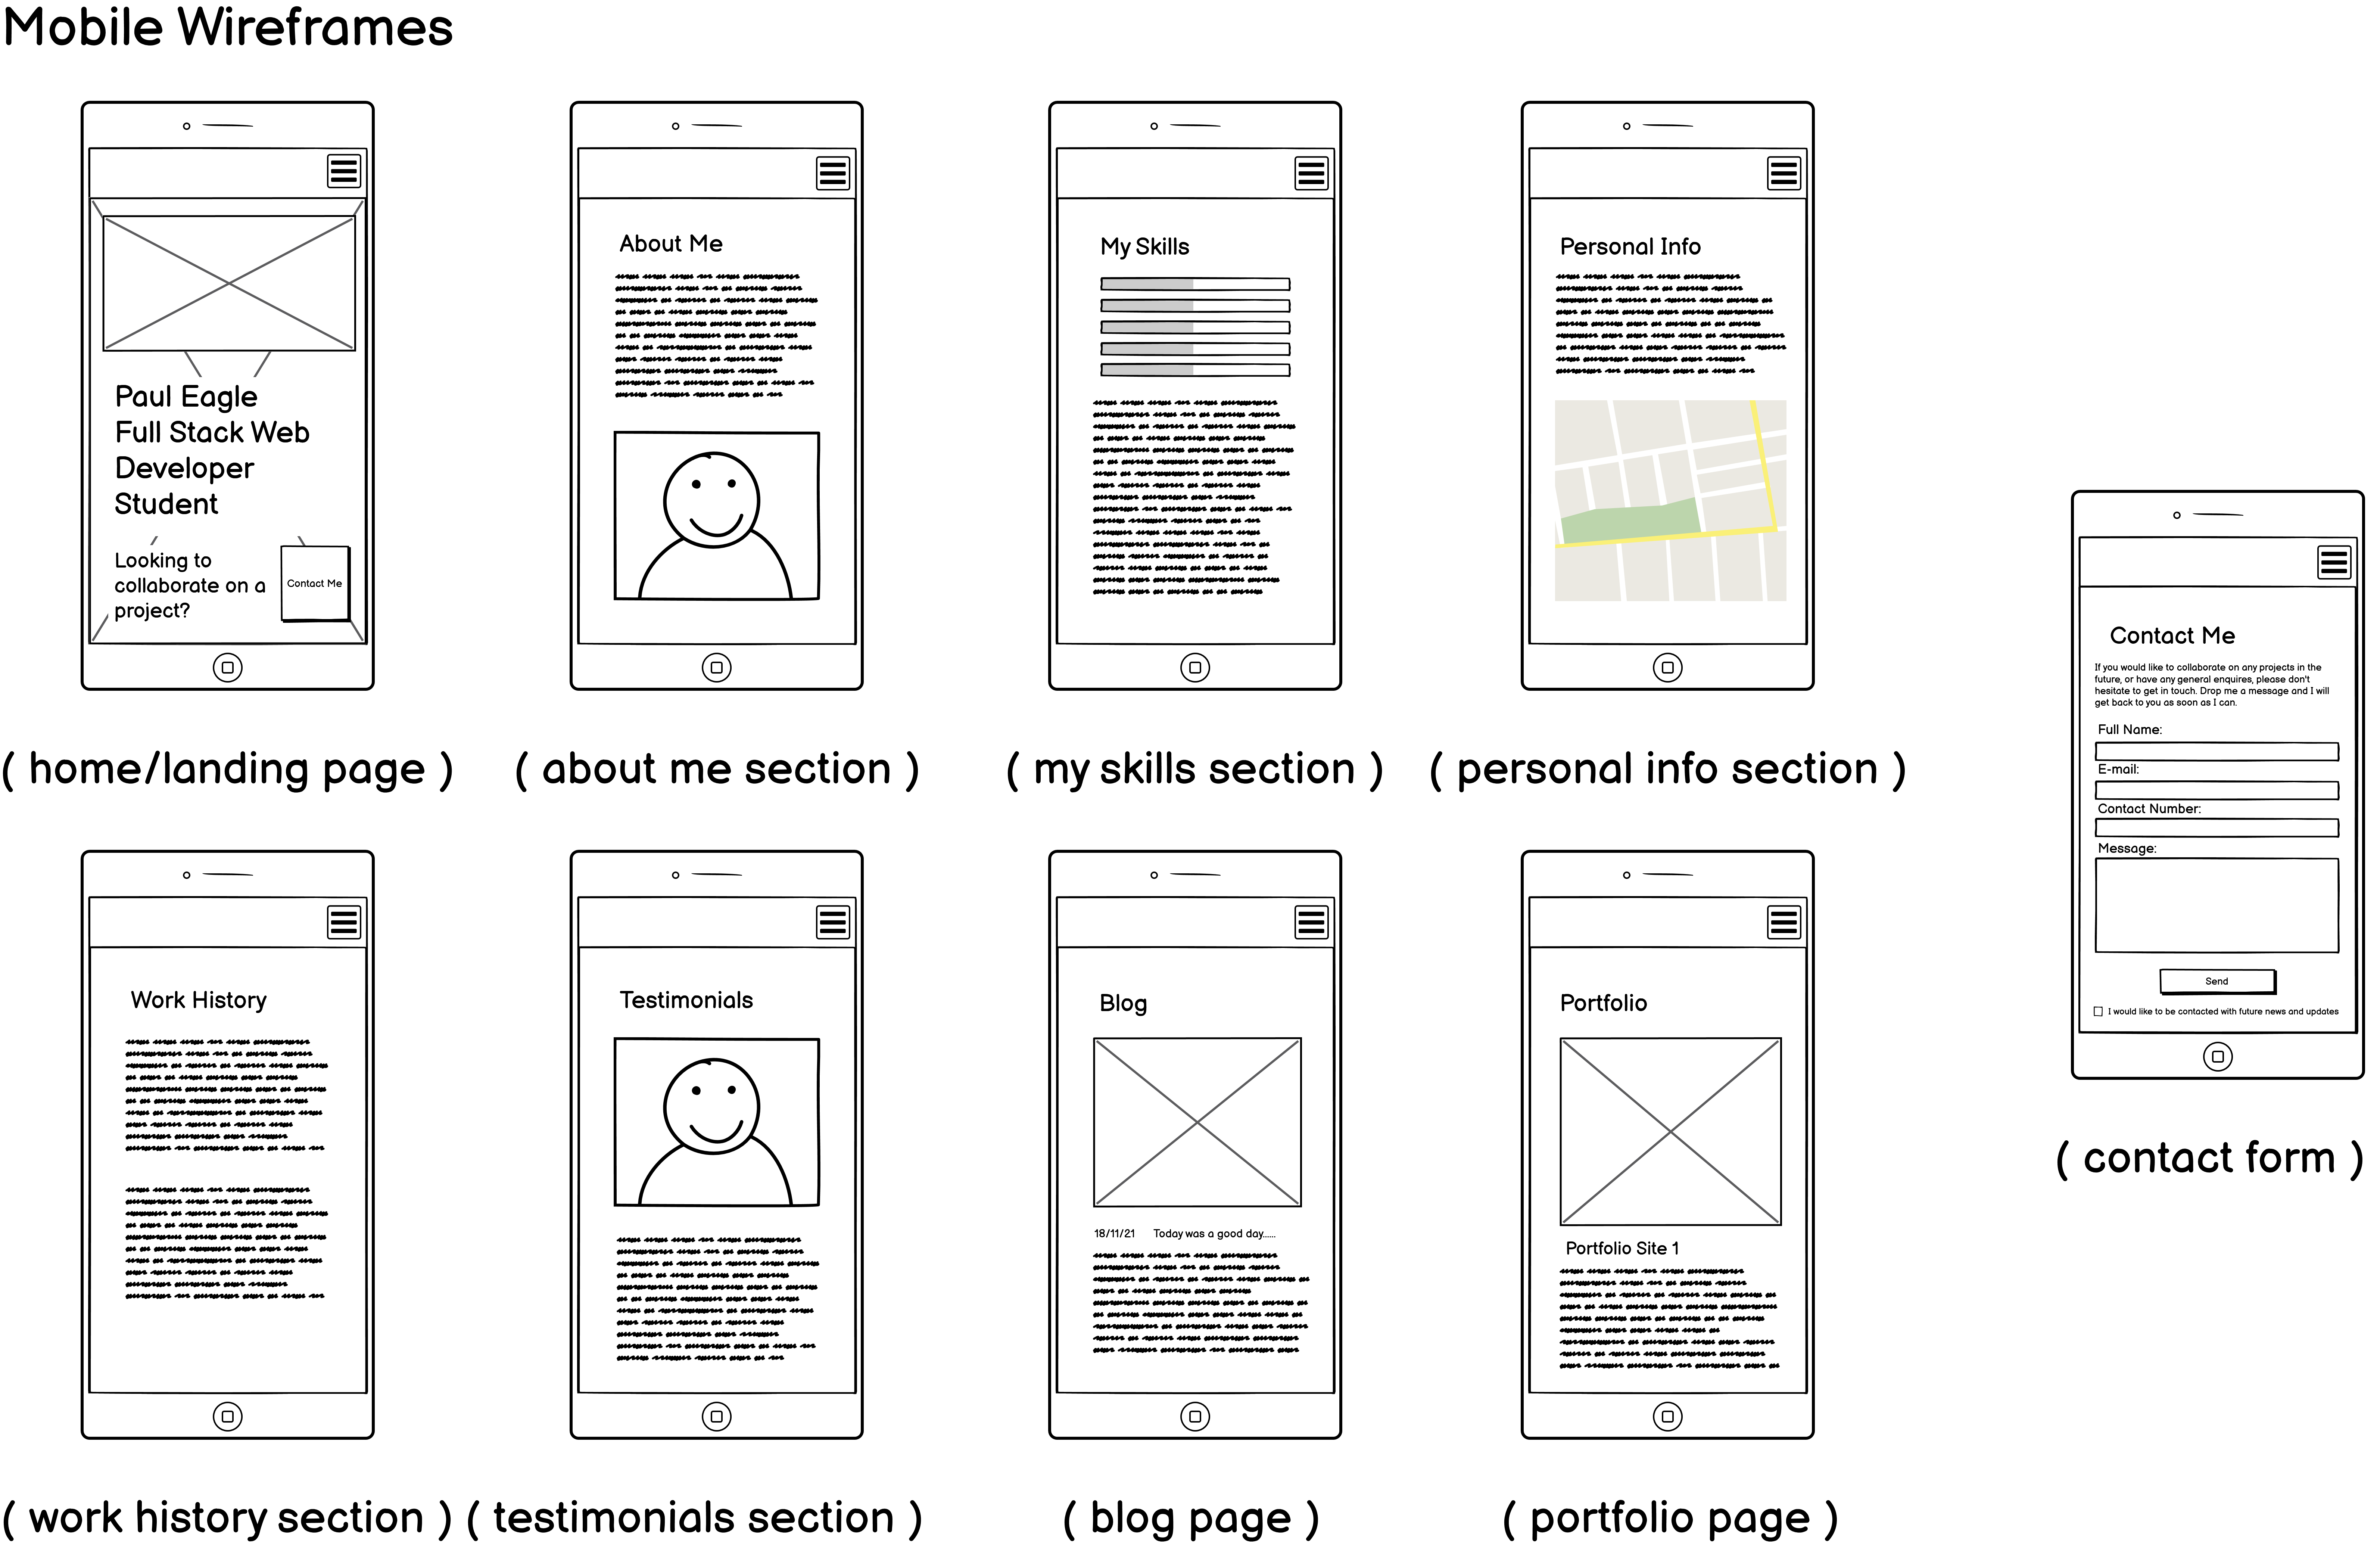 Mobile Wireframes
Paul Eagle
Full Stack Web
Developer
Student
Looking to
collaborate on a
project?
Contact Me
( home/landing page )
About Me
( about me section )
My Skills
( my skills section )
Personal Info
( personal info section )
Work History
( work history section )
Testimonials
( testimonials section )
Blog
18/11/21 Today was a good day......
( blog page )
Portfolio
Portfolio Site 1
( portfolio page )
Contact Me
If you would like to collaborate on any projects in the
future, or have any general enquires, please don't
hesitate to get in touch. Drop me a message and I will
get back to you as soon as I can.
Full Name:
E-mail:
Contact Number:
Message:
Send
I would like to be contacted with future news and updates
( contact form )